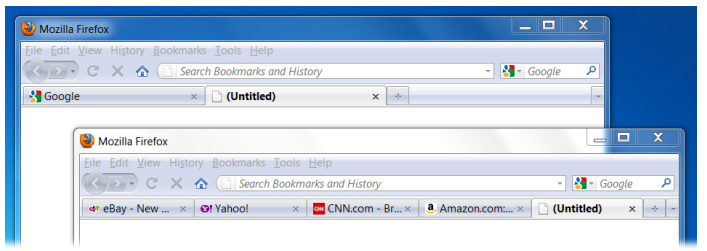 Mozilla Firefox
File Edit View History Bookmarks Tools Help
Search Bookmarks and History Google
Google (Untitled)
Mozilla Firefox
File Edit View History Bookmarks Tools Help
Search Bookmarks and History Google
eBay - New ... Y! Yahoo! CNN CNN.com - Br... a Amazon.com:... (Untitled)